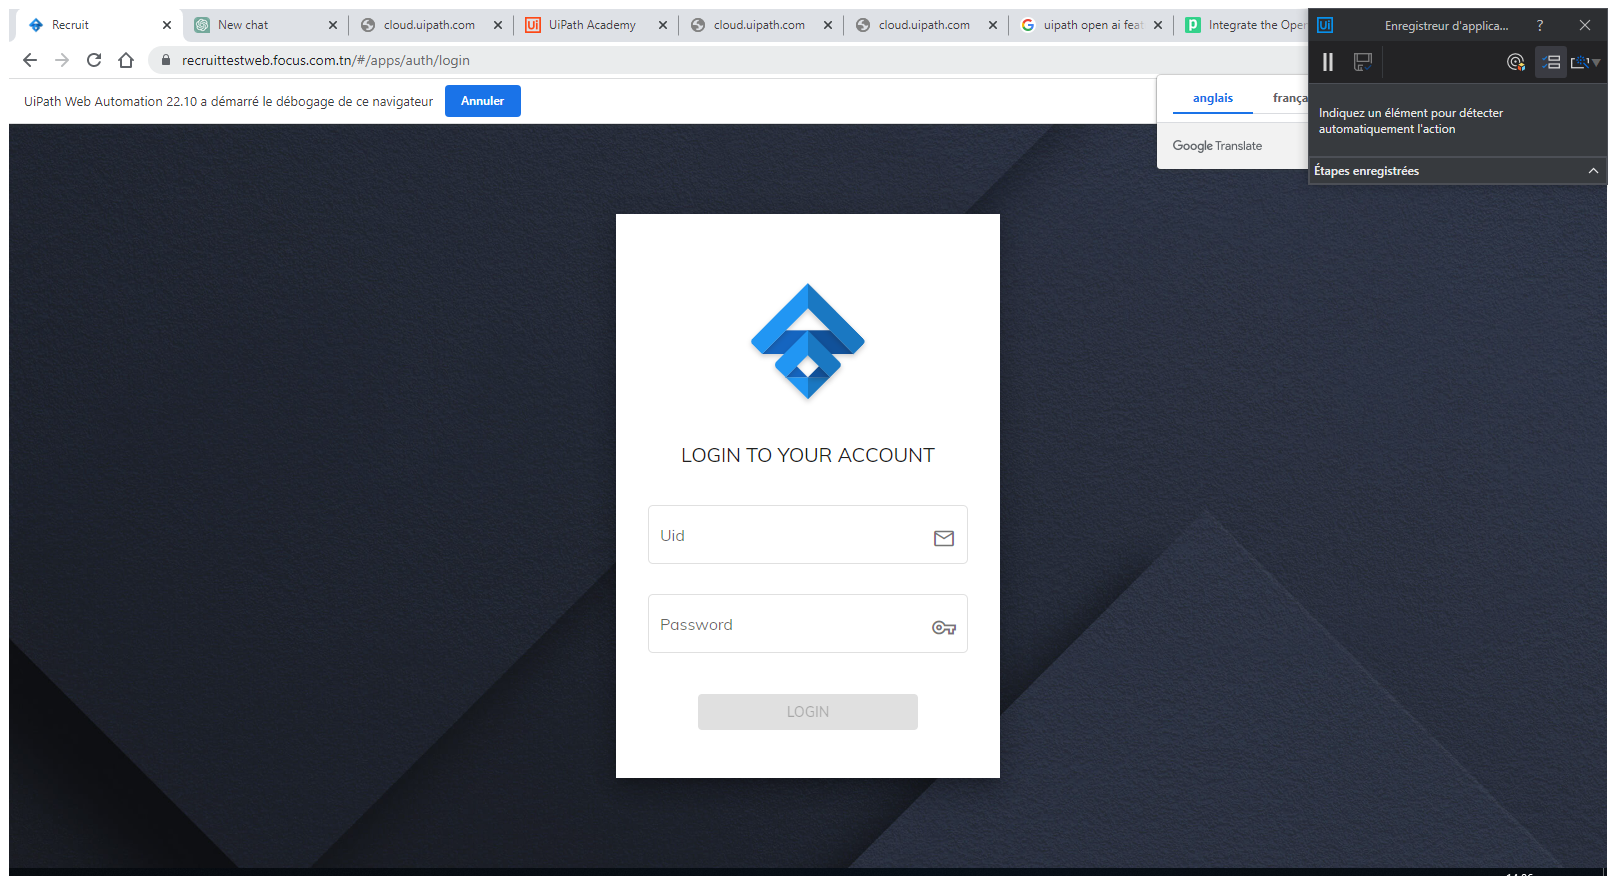 Recruit
New chat
cloud.uipath.com
UiPath Academy
cloud.uipath.com
cloud.uipath.com
uipath open ai feat
Integrate the Oper
Enregistreur d'applica...
?
recruittestweb.focus.com.tn/#/apps/auth/login
UiPath Web Automation 22.10 a démarré le débogage de ce navigateur
Annuler
anglais
frança
Google Translate
Indiquez un élément pour détecter
automatiquement l'action
Étapes enregistrées
LOGIN TO YOUR ACCOUNT
Uid
Password
LOGIN